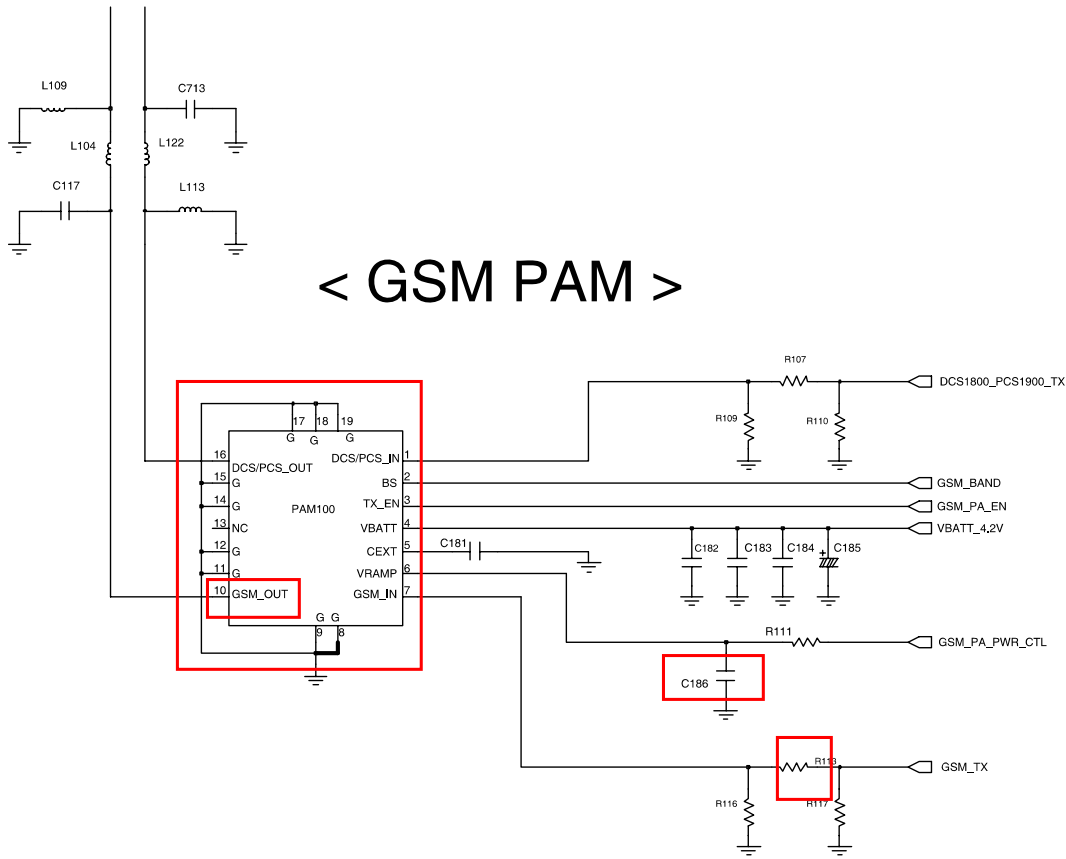 L109
C713
L104
L122
C117
L113
< GSM PAM >
R107
DCS1800_PCS1900_TX
R109
R110
17 18 19
G G G
16 DCS/PCS_OUT
DCS/PCS_IN 1
15 G
BS 2
GSM_BAND
14 G
TX_EN 3
GSM_PA_EN
PAM100
13 NC
VBATT 4
VBATT_4.2V
12 G
CEXT 5
C181
C182
C183
C184
+
C185
11 G
VRAMP 6
10 GSM_OUT
GSM_IN 7
G G
9 8
R111
GSM_PA_PWR_CTL
C186
R113
GSM_TX
R116
R117